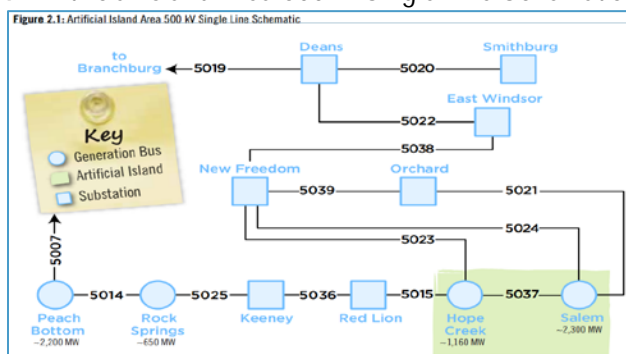 Figure 2.1: Artificial Island Area 500 kV Single Line Schematic
Deans
Smithburg
to
Branchburg
5019
5020
East Windsor
5022
5038
Key
Generation Bus
Artificial Island
Substation
New Freedom
Orchard
5039
5021
5024
5023
5007
5014
5025
5036
5015
5037
Peach
Bottom
~2,200 MW
Rock
Springs
~650 MW
Keeney
Red Lion
Hope
Creek
~1,160 MW
Salem
~2,300 MW